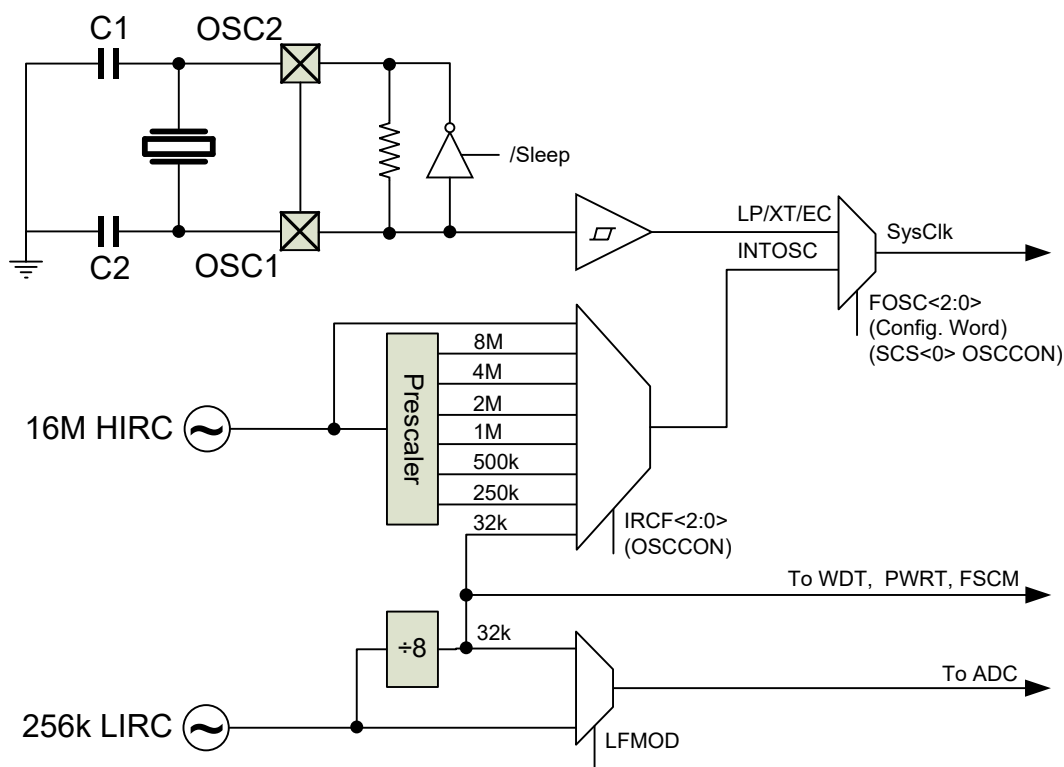 C1
OSC2
/Sleep
C2
OSC1
LP/XT/EC
INTOSC
SysClk
FOSC<2:0>
(Config. Word)
(SCS<0> OSCCON)
16M HIRC
Prescaler
8M
4M
2M
1M
500k
250k
32k
IRCF<2:0>
(OSCCON)
To WDT, PWRT, FSCM
÷8
32k
To ADC
256k LIRC
LFMOD